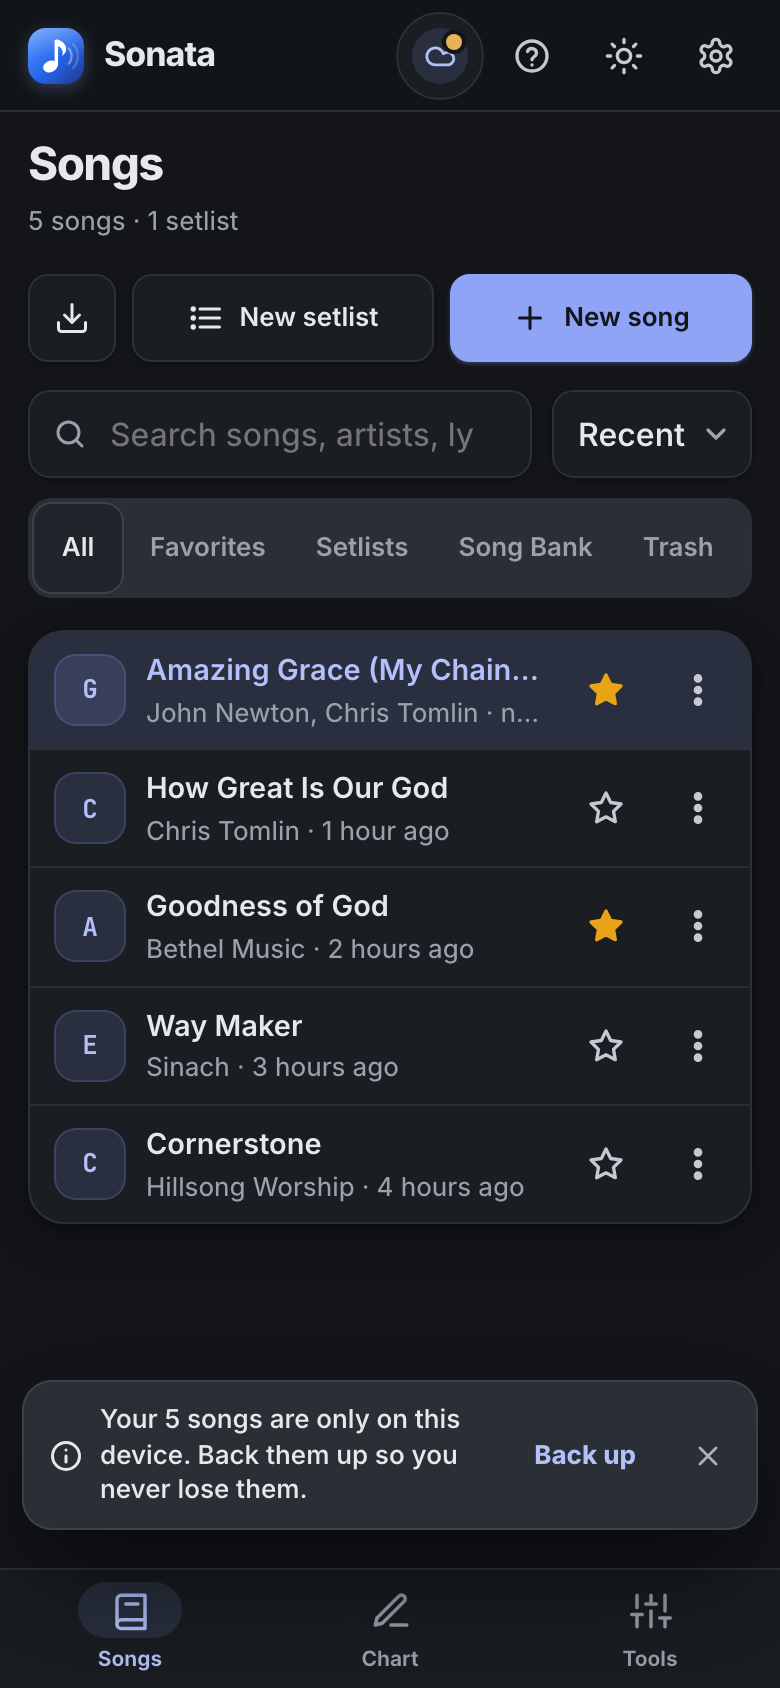 Sonata
Songs
5 songs · 1 setlist
New setlist
New song
Search songs, artists, ly
Recent
All
Favorites
Setlists
Song Bank
Trash
G
Amazing Grace (My Chain...
John Newton, Chris Tomlin · n...
C
How Great Is Our God
Chris Tomlin · 1 hour ago
A
Goodness of God
Bethel Music · 2 hours ago
E
Way Maker
Sinach · 3 hours ago
C
Cornerstone
Hillsong Worship · 4 hours ago
Your 5 songs are only on this
device. Back them up so you
never lose them.
Back up
Songs
Chart
Tools